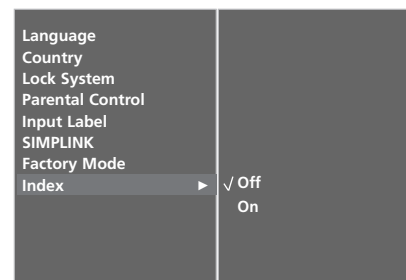 Language
Country
Lock System
Parental Control
Input Label
SIMPLINK
Factory Mode
Index ► √ Off
On